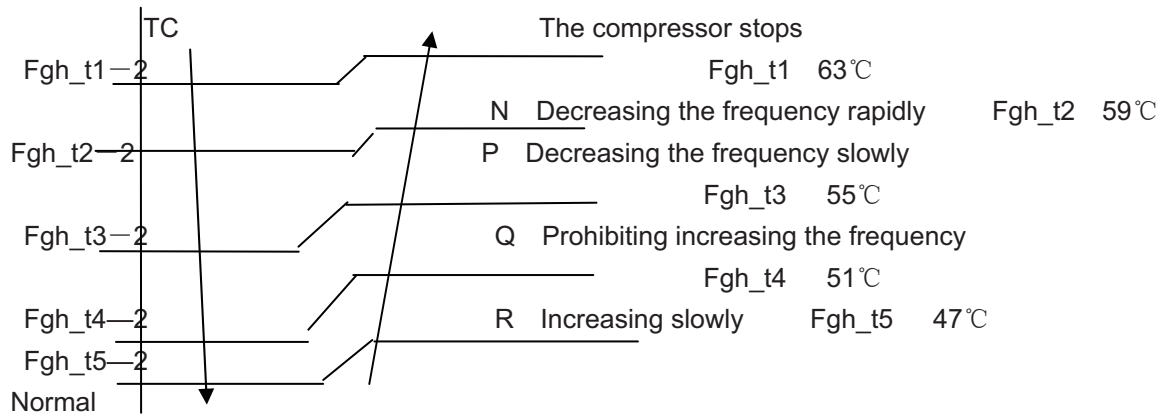 TC The compressor stops
Fgh_t1－2 Fgh_t1 63℃
N Decreasing the frequency rapidly Fgh_t2 59℃
Fgh_t2－2 P Decreasing the frequency slowly
Fgh_t3 55℃
Fgh_t3－2 Q Prohibiting increasing the frequency
Fgh_t4 51℃
Fgh_t4—2 R Increasing slowly Fgh_t5 47℃
Fgh_t5—2
Normal